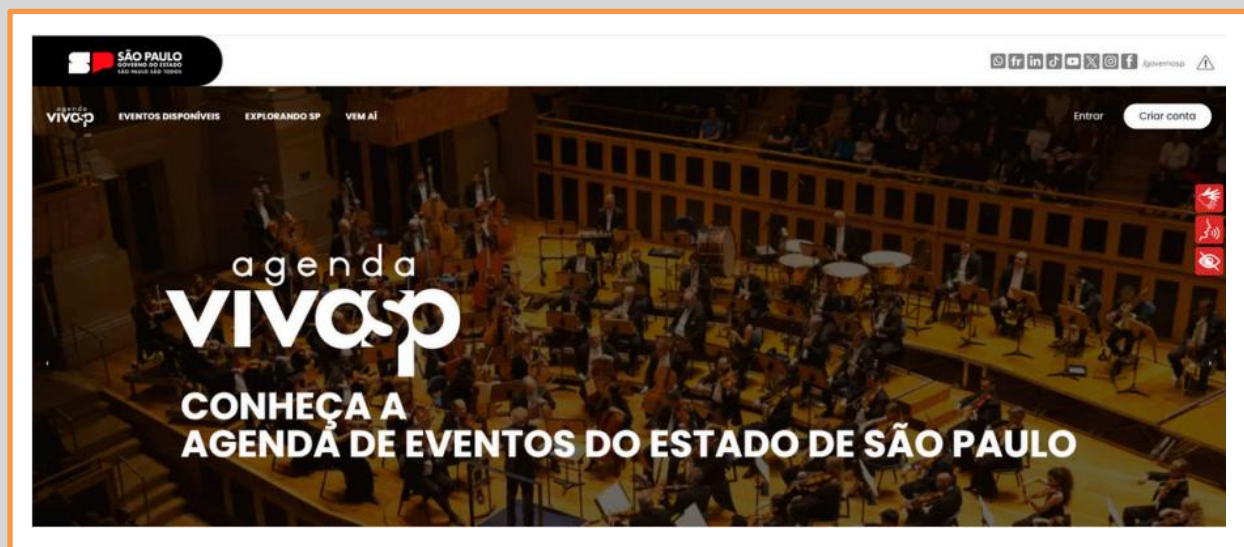 SÃO PAULO
GOVERNO DO ESTADO
SÃO PAULO SÃO TODOS
/governosp
agenda
vivasp
EVENTOS DISPONÍVEIS
EXPLORANDO SP
VEM AÍ
Entrar
Criar conta
agenda
vivasp
CONHEÇA A
AGENDA DE EVENTOS DO ESTADO DE SÃO PAULO